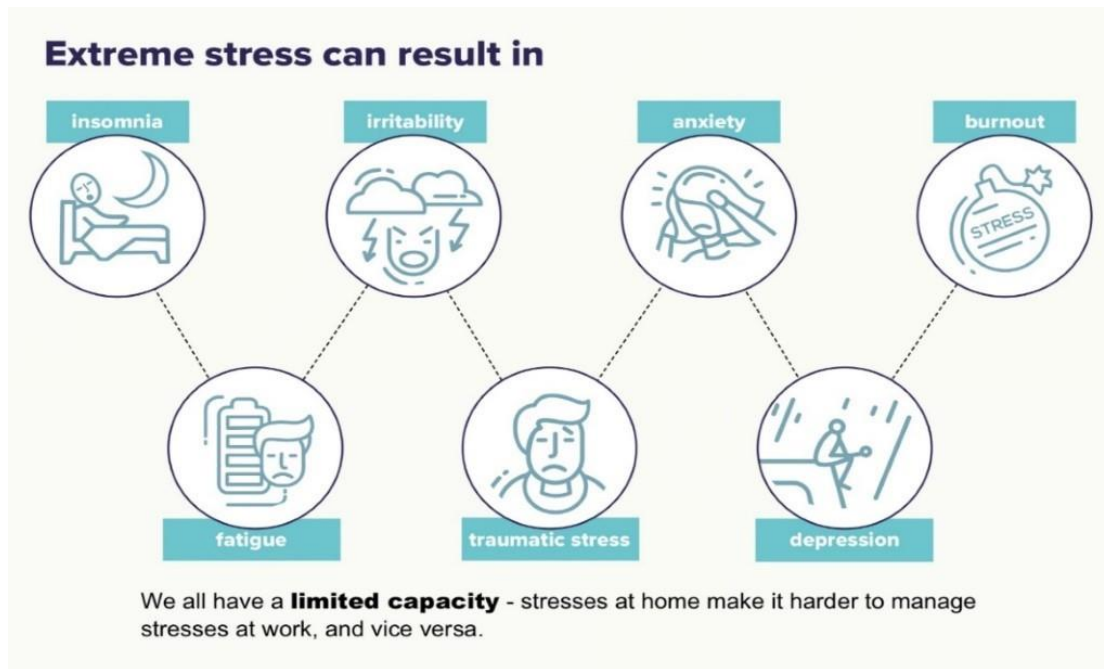 Extreme stress can result in
insomnia
irritability
anxiety
burnout
STRESS
fatigue
traumatic stress
depression
We all have a limited capacity - stresses at home make it harder to manage
stresses at work, and vice versa.